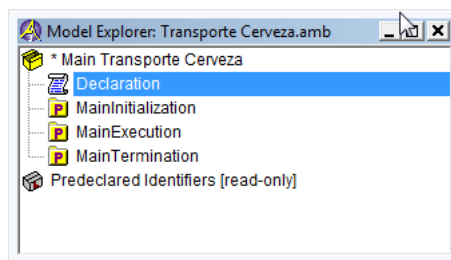 Model Explorer: Transporte Cerveza.amb
* Main Transporte Cerveza
Declaration
P MainInitialization
P MainExecution
P MainTermination
Predeclared Identifiers [read-only]